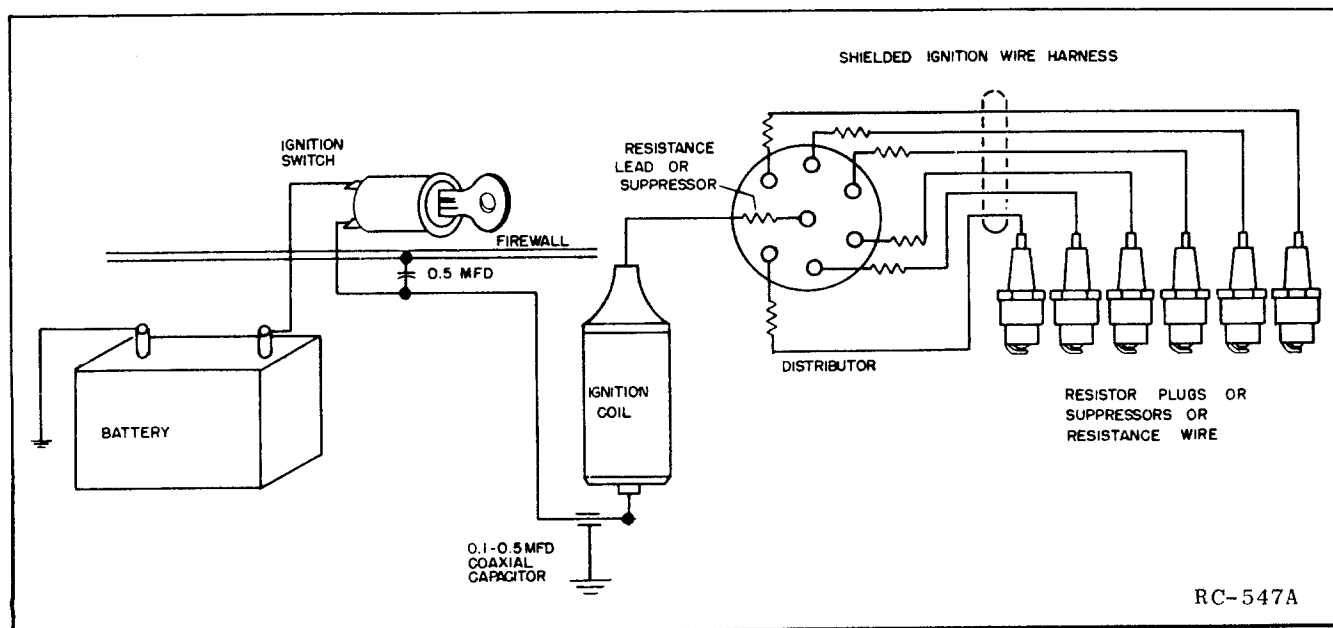 SHIELDED IGNITION WIRE HARNESS
IGNITION
SWITCH
RESISTANCE
LEAD OR
SUPPRESSOR
FIREWALL
0.5 MFD
DISTRIBUTOR
IGNITION
COIL
BATTERY
RESISTOR PLUGS OR
SUPPRESSORS OR
RESISTANCE WIRE
0.1-0.5 MFD
COAXIAL
CAPACITOR
RC-547A